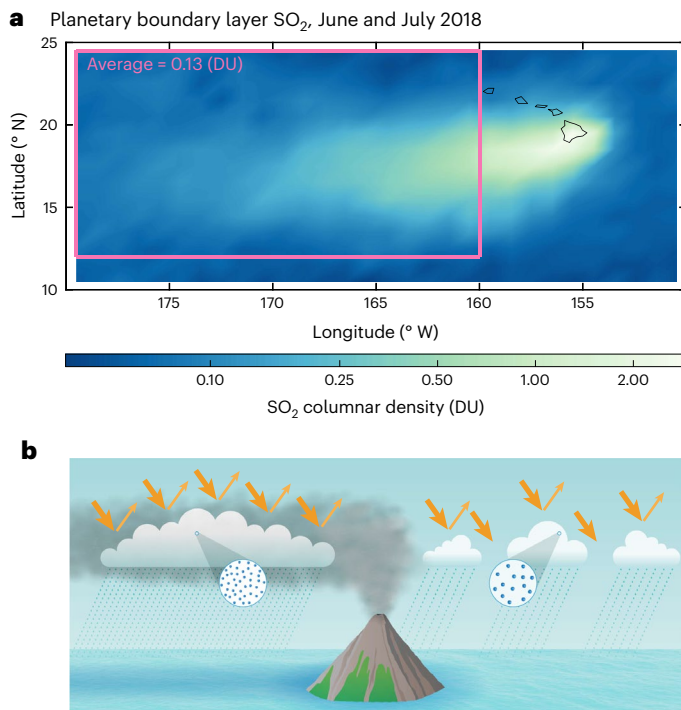 a Planetary boundary layer SO₂, June and July 2018
25
Average = 0.13 (DU)
20
Latitude (° N)
15
10
175 170 165 160 155
Longitude (° W)
0.10 0.25 0.50 1.00 2.00
SO₂ columnar density (DU)
b